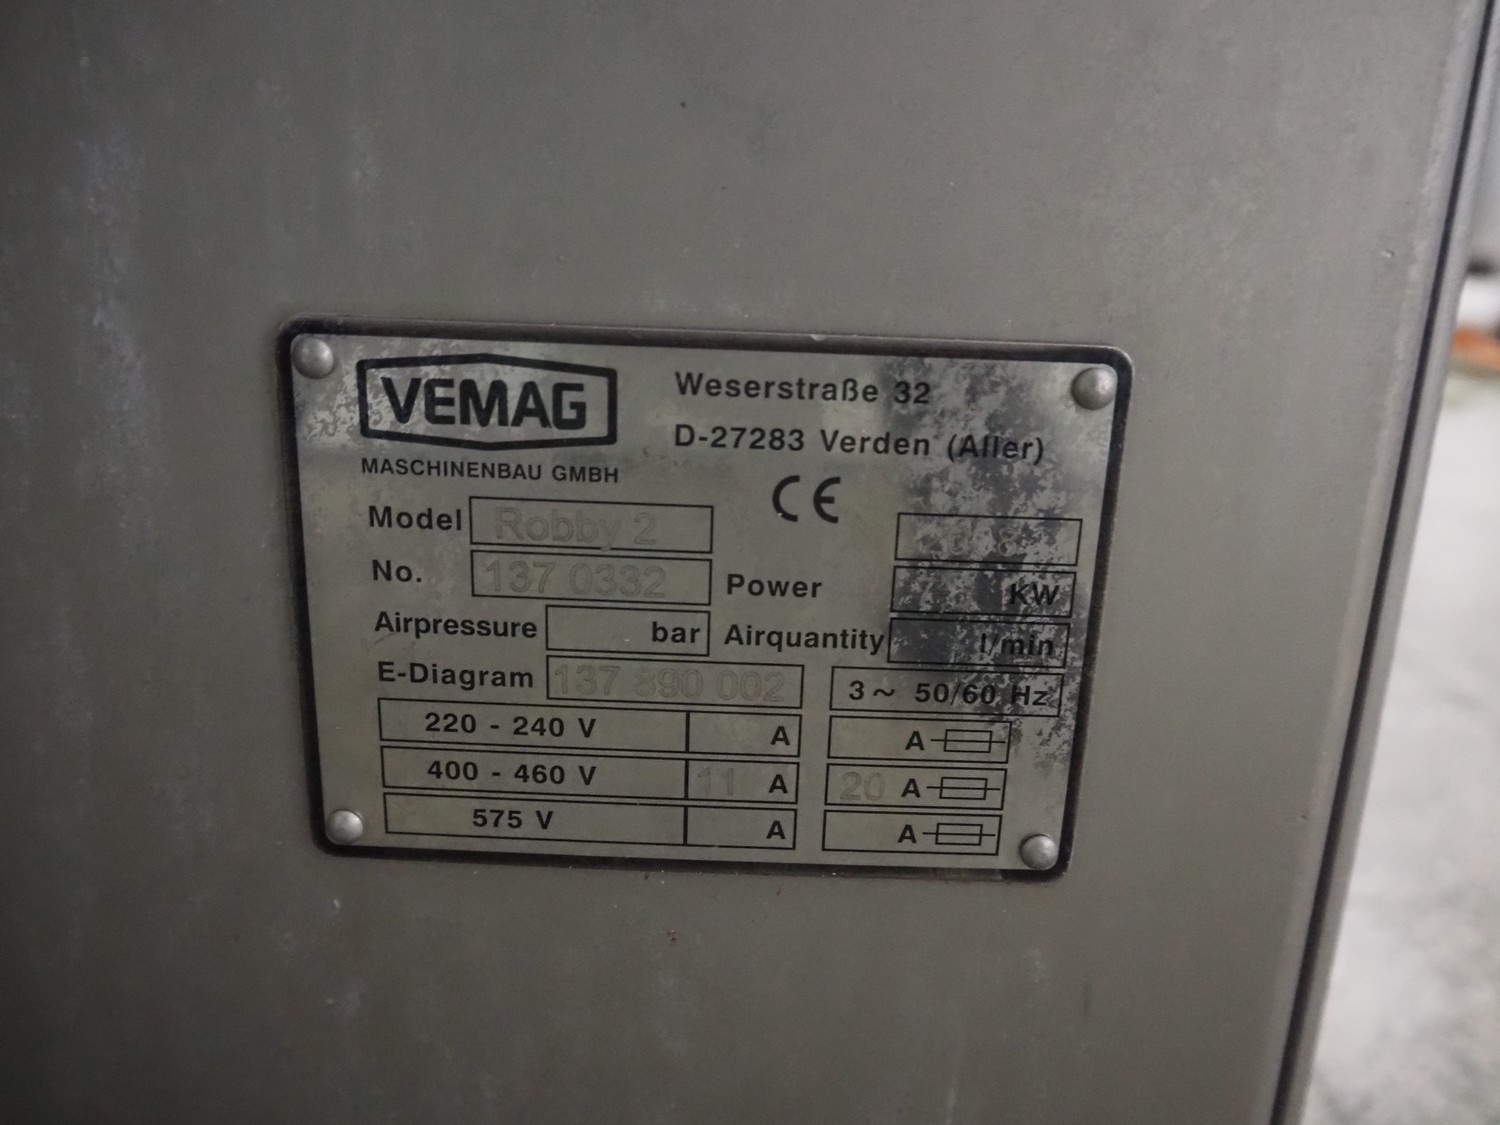 VEMAG
MASCHINENBAU GMBH
Weserstraße 32
D-27283 Verden (Aller)
CE
Model Robby 2
No. 137 0332 Power KW
Airpressure bar Airquantity l/min
E-Diagram 137 890 002 3~ 50/60 Hz
220 - 240 V A A
400 - 460 V 11 A 20 A
575 V A A